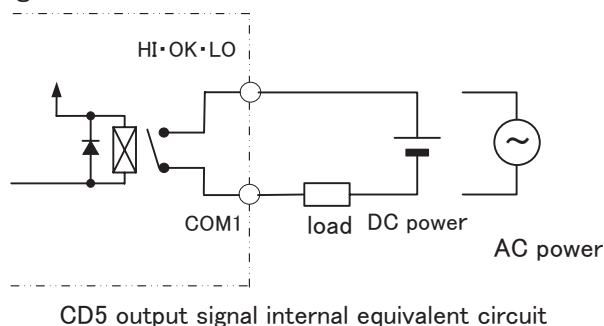 HI・OK・LO
COM1
load
DC power
AC power
~
CD5 output signal internal equivalent circuit